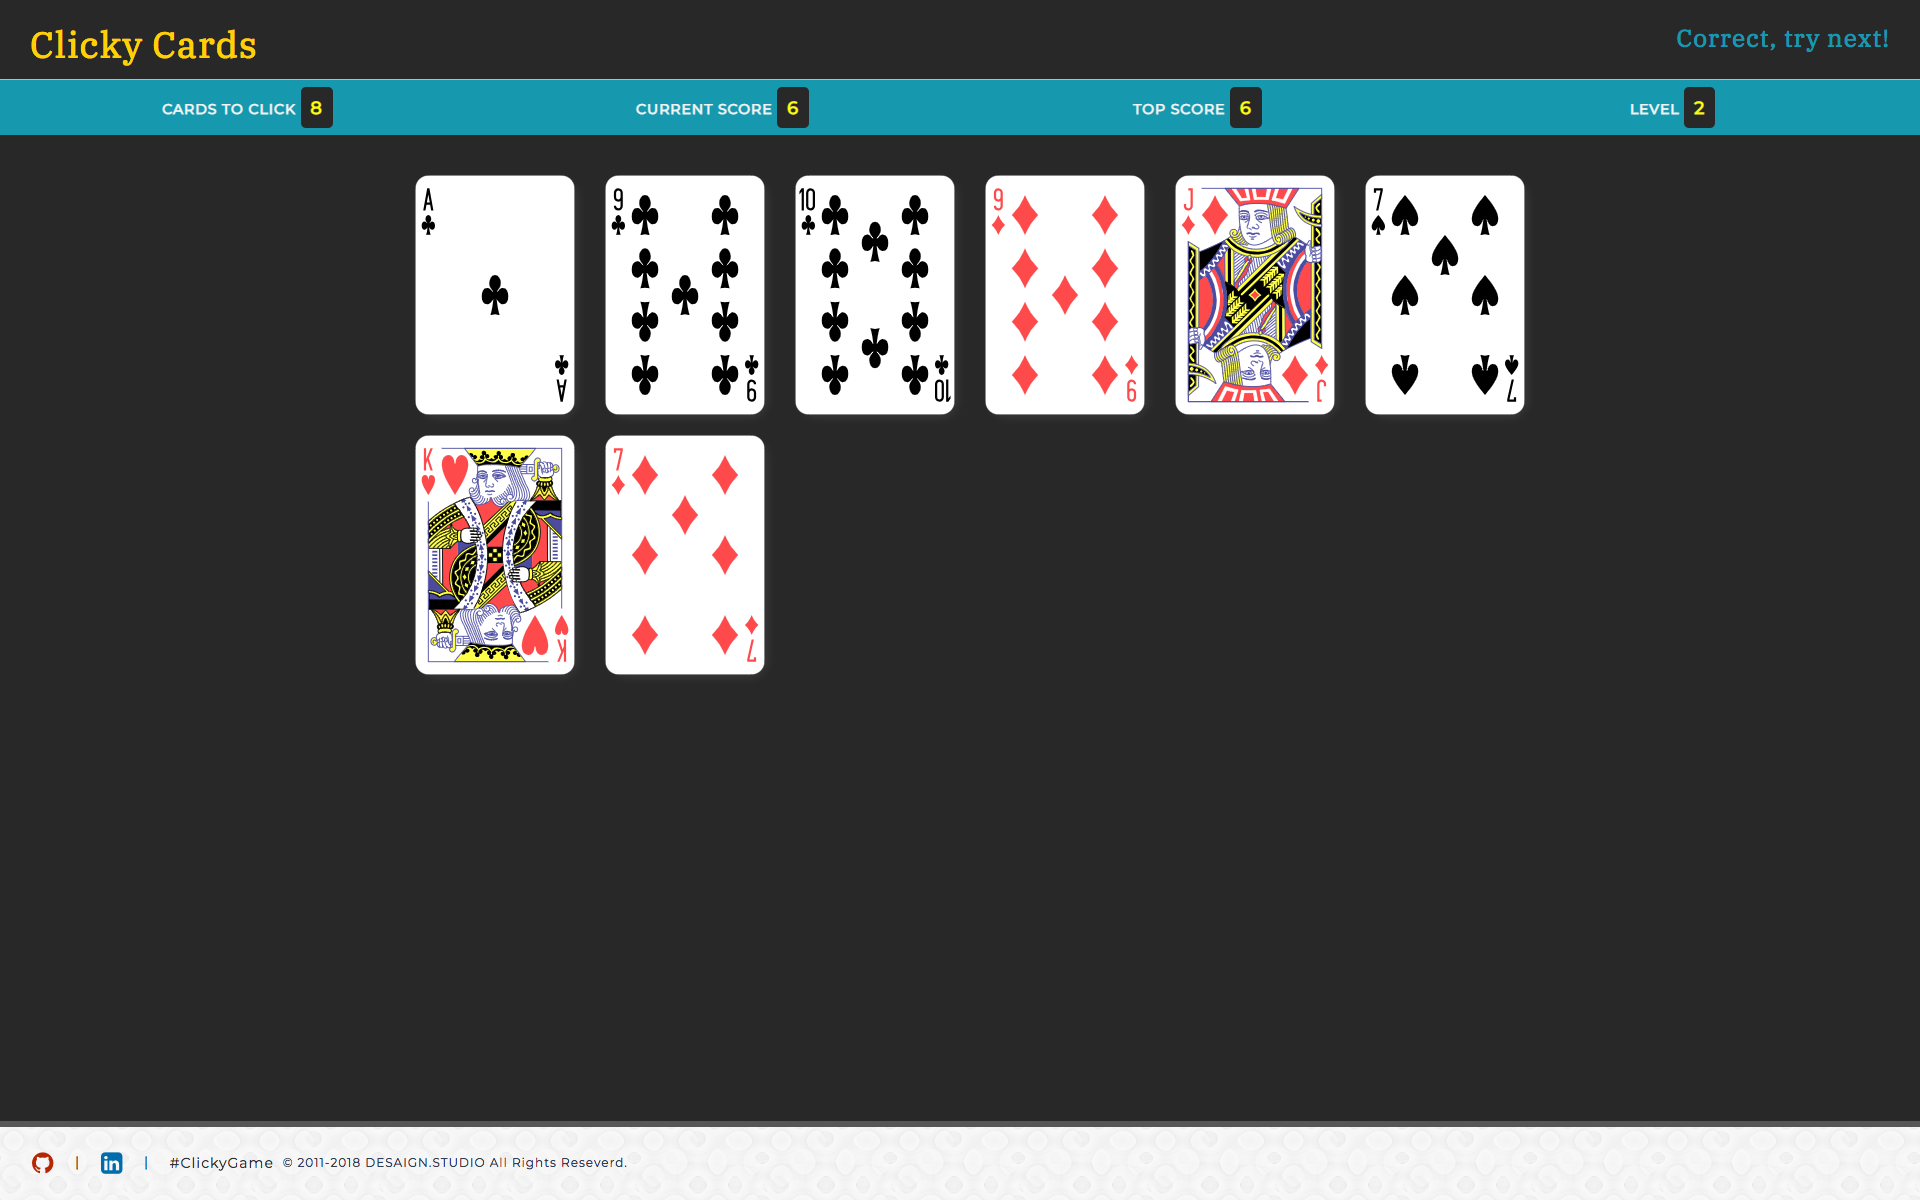 Clicky Cards
Correct, try next!
CARDS TO CLICK 8
CURRENT SCORE 6
TOP SCORE 6
LEVEL 2
A
A
9
9
10
10
9
9
J
J
7
7
K
K
7
7
| | #ClickyGame © 2011-2018 DESAIGN.STUDIO All Rights Reseverd.